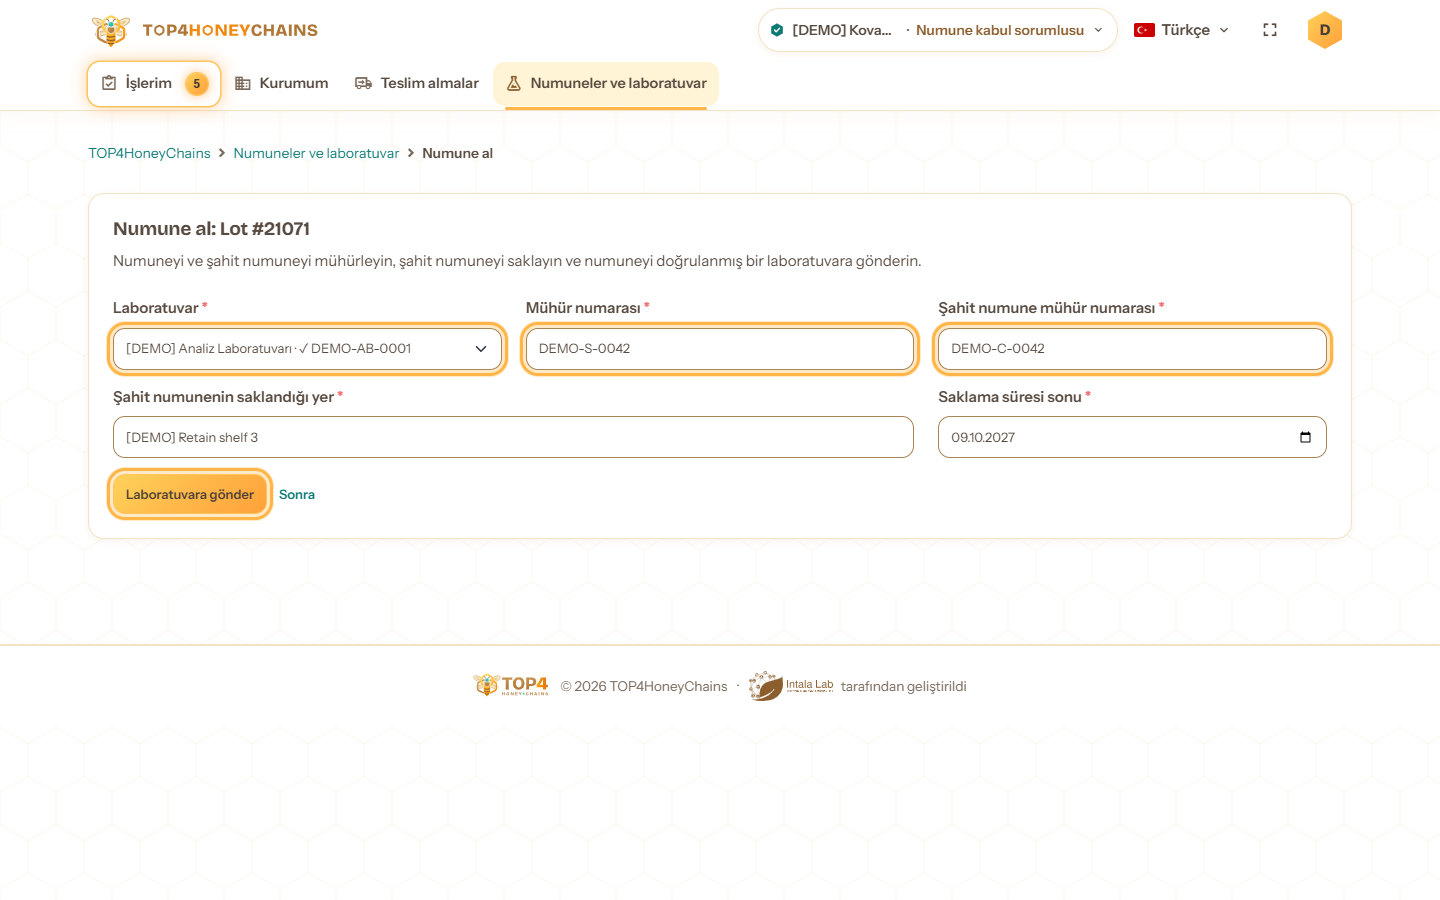 TOP4HONEYCHAINS
[DEMO] Kova... · Numune kabul sorumlusu
Türkçe
D
İşlerim 5
Kurumum
Teslim almalar
Numuneler ve laboratuvar
TOP4HoneyChains > Numuneler ve laboratuvar > Numune al
Numune al: Lot #21071
Numuneyi ve şahit numuneyi mühürleyin, şahit numuneyi saklayın ve numuneyi doğrulanmış bir laboratuvara gönderin.
Laboratuvar *
Mühür numarası *
Şahit numune mühür numarası *
[DEMO] Analiz Laboratuvarı · ✓ DEMO-AB-0001
DEMO-S-0042
DEMO-C-0042
Şahit numunenin saklandığı yer *
Saklama süresi sonu *
[DEMO] Retain shelf 3
09.10.2027
Laboratuvara gönder
Sonra
TOP4
HONEYCHAINS
© 2026 TOP4HoneyChains · Intala Lab tarafından geliştirildi